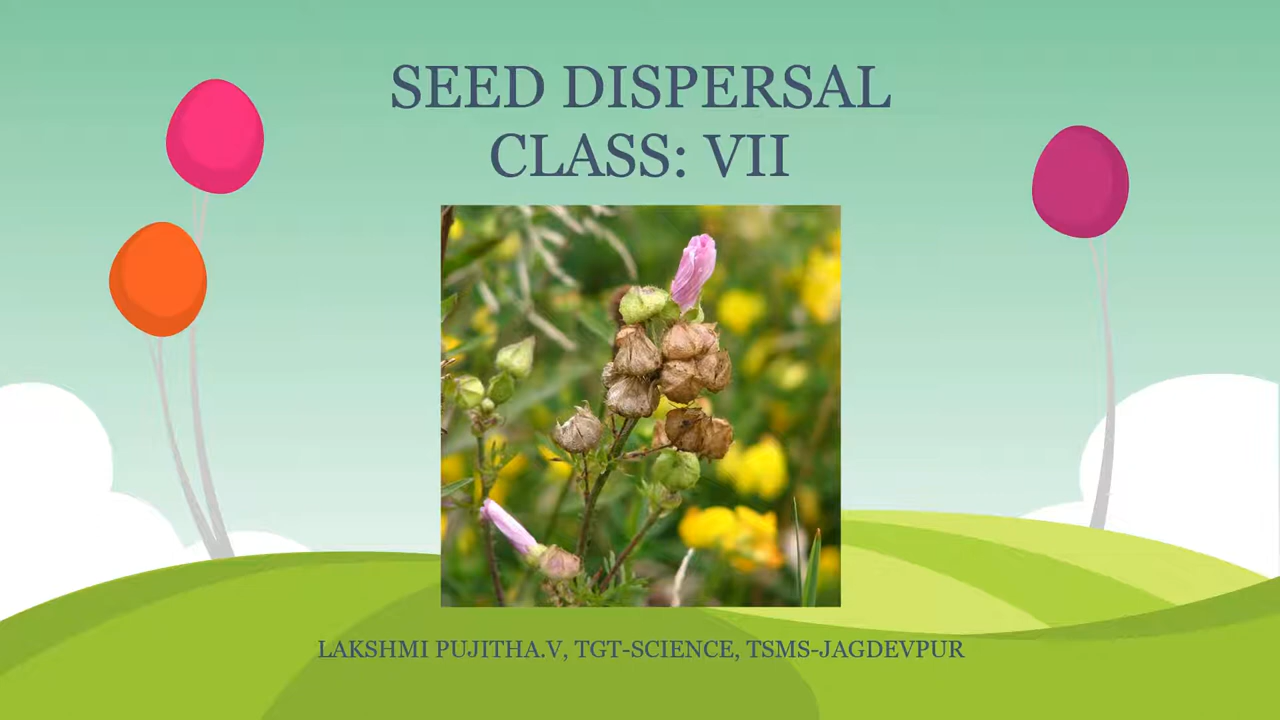 SEED DISPERSAL
CLASS: VII
LAKSHMI PUJITHA.V, TGT-SCIENCE, TSMS-JAGDEVPUR